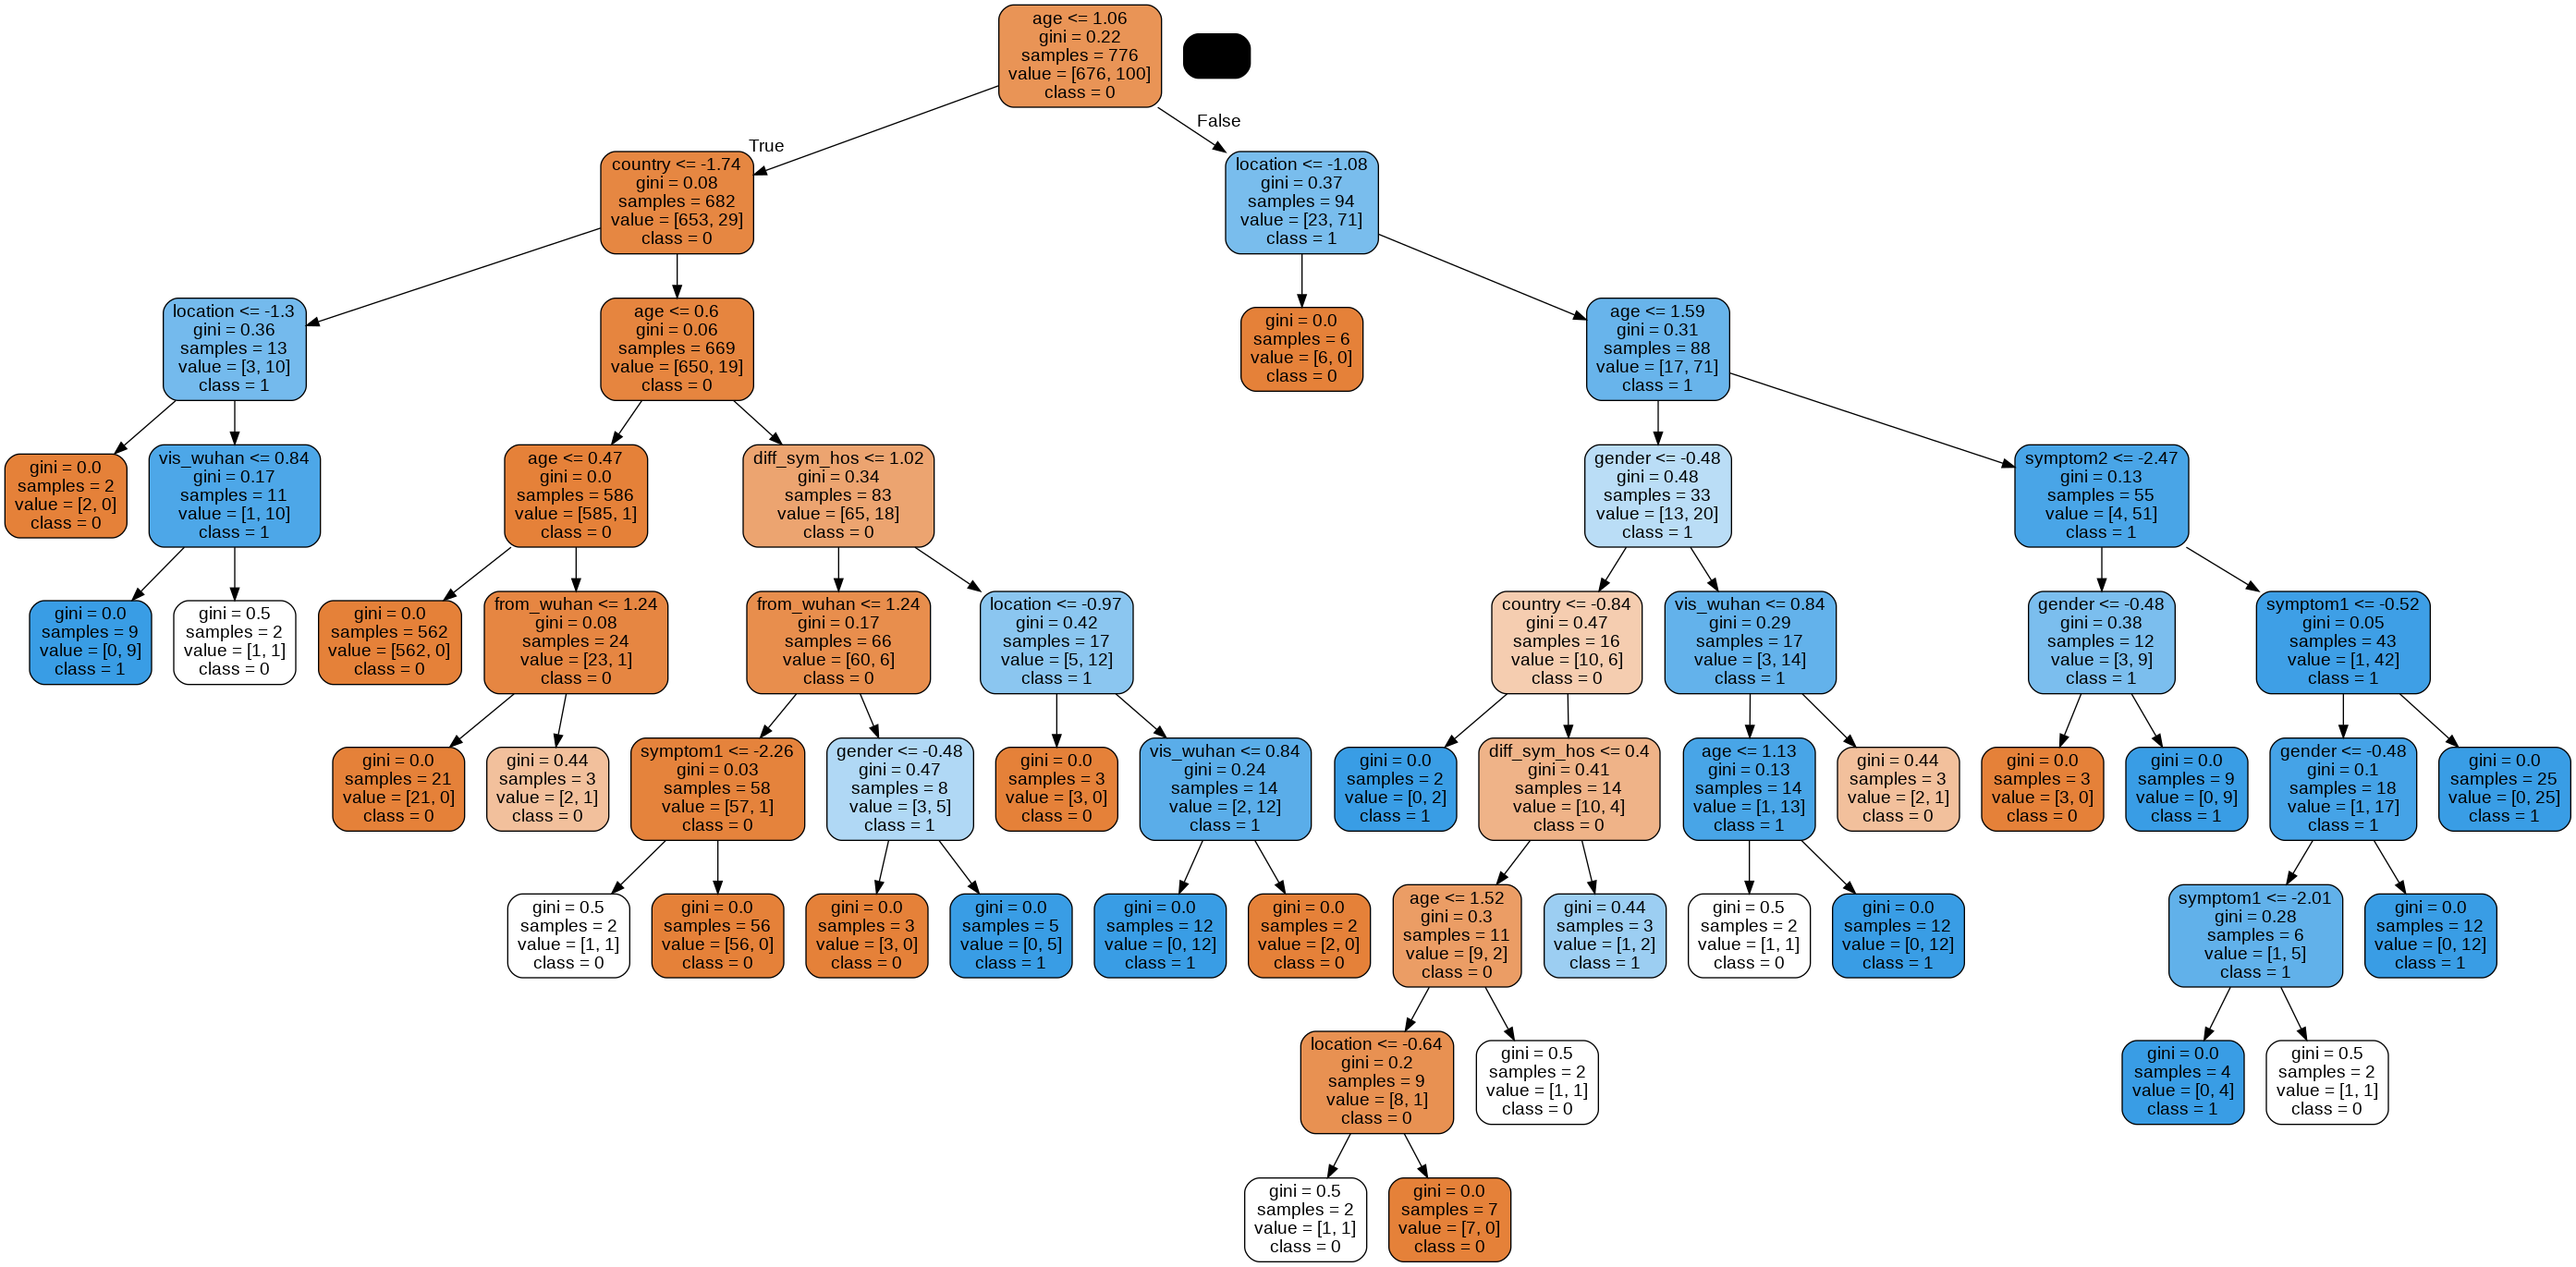 age <= 1.06
gini = 0.22
samples = 776
value = [676, 100]
class = 0
True
False
country <= -1.74
gini = 0.08
samples = 682
value = [653, 29]
class = 0
location <= -1.08
gini = 0.37
samples = 94
value = [23, 71]
class = 1
location <= -1.3
gini = 0.36
samples = 13
value = [3, 10]
class = 1
age <= 0.6
gini = 0.06
samples = 669
value = [650, 19]
class = 0
gini = 0.0
samples = 6
value = [6, 0]
class = 0
age <= 1.59
gini = 0.31
samples = 88
value = [17, 71]
class = 1
gini = 0.0
samples = 2
value = [2, 0]
class = 0
vis_wuhan <= 0.84
gini = 0.17
samples = 11
value = [1, 10]
class = 1
age <= 0.47
gini = 0.0
samples = 586
value = [585, 1]
class = 0
diff_sym_hos <= 1.02
gini = 0.34
samples = 83
value = [65, 18]
class = 0
gender <= -0.48
gini = 0.48
samples = 33
value = [13, 20]
class = 1
symptom2 <= -2.47
gini = 0.13
samples = 55
value = [4, 51]
class = 1
gini = 0.0
samples = 9
value = [0, 9]
class = 1
gini = 0.5
samples = 2
value = [1, 1]
class = 0
gini = 0.0
samples = 562
value = [562, 0]
class = 0
from_wuhan <= 1.24
gini = 0.08
samples = 24
value = [23, 1]
class = 0
from_wuhan <= 1.24
gini = 0.17
samples = 66
value = [60, 6]
class = 0
location <= -0.97
gini = 0.42
samples = 17
value = [5, 12]
class = 1
country <= -0.84
gini = 0.47
samples = 16
value = [10, 6]
class = 0
vis_wuhan <= 0.84
gini = 0.29
samples = 17
value = [3, 14]
class = 1
gender <= -0.48
gini = 0.38
samples = 12
value = [3, 9]
class = 1
symptom1 <= -0.52
gini = 0.05
samples = 43
value = [1, 42]
class = 1
gini = 0.0
samples = 21
value = [21, 0]
class = 0
gini = 0.44
samples = 3
value = [2, 1]
class = 0
symptom1 <= -2.26
gini = 0.03
samples = 58
value = [57, 1]
class = 0
gender <= -0.48
gini = 0.47
samples = 8
value = [3, 5]
class = 1
gini = 0.0
samples = 3
value = [3, 0]
class = 0
vis_wuhan <= 0.84
gini = 0.24
samples = 14
value = [2, 12]
class = 1
gini = 0.0
samples = 2
value = [0, 2]
class = 1
diff_sym_hos <= 0.4
gini = 0.41
samples = 14
value = [10, 4]
class = 0
age <= 1.13
gini = 0.13
samples = 14
value = [1, 13]
class = 1
gini = 0.44
samples = 3
value = [2, 1]
class = 0
gini = 0.0
samples = 3
value = [3, 0]
class = 0
gini = 0.0
samples = 9
value = [0, 9]
class = 1
gender <= -0.48
gini = 0.1
samples = 18
value = [1, 17]
class = 1
gini = 0.0
samples = 25
value = [0, 25]
class = 1
gini = 0.5
samples = 2
value = [1, 1]
class = 0
gini = 0.0
samples = 56
value = [56, 0]
class = 0
gini = 0.0
samples = 3
value = [3, 0]
class = 0
gini = 0.0
samples = 5
value = [0, 5]
class = 1
gini = 0.0
samples = 12
value = [0, 12]
class = 1
gini = 0.0
samples = 2
value = [2, 0]
class = 0
age <= 1.52
gini = 0.3
samples = 11
value = [9, 2]
class = 0
gini = 0.44
samples = 3
value = [1, 2]
class = 1
gini = 0.5
samples = 2
value = [1, 1]
class = 0
gini = 0.0
samples = 12
value = [0, 12]
class = 1
symptom1 <= -2.01
gini = 0.28
samples = 6
value = [1, 5]
class = 1
gini = 0.0
samples = 12
value = [0, 12]
class = 1
location <= -0.64
gini = 0.2
samples = 9
value = [8, 1]
class = 0
gini = 0.5
samples = 2
value = [1, 1]
class = 0
gini = 0.0
samples = 4
value = [0, 4]
class = 1
gini = 0.5
samples = 2
value = [1, 1]
class = 0
gini = 0.5
samples = 2
value = [1, 1]
class = 0
gini = 0.0
samples = 7
value = [7, 0]
class = 0